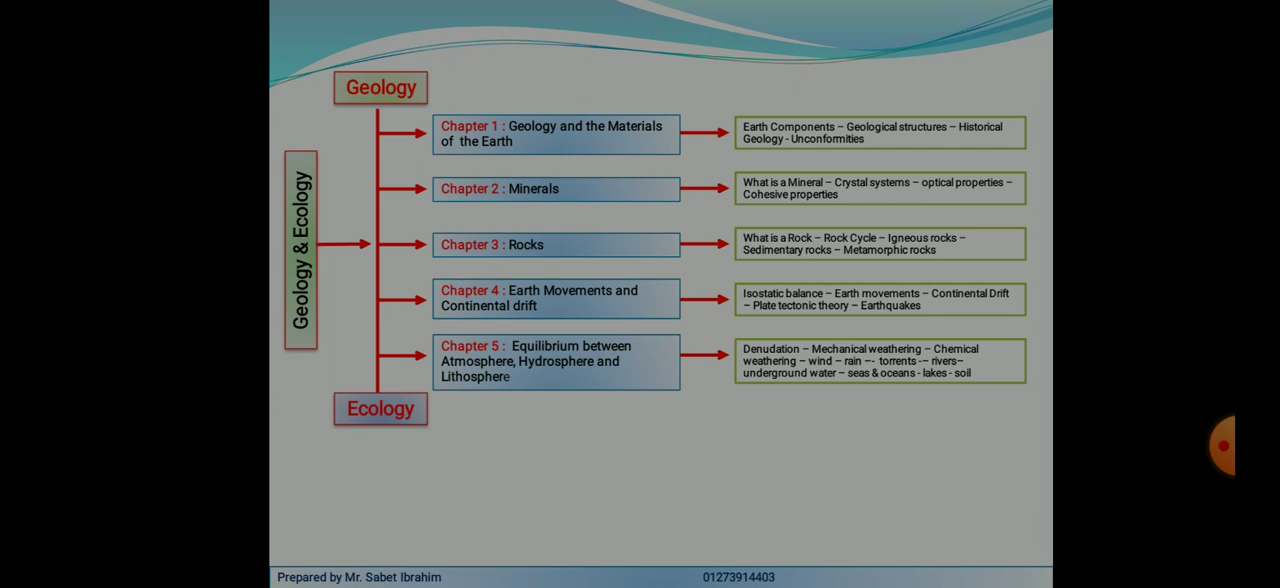 Geology
Geology & Ecology
Chapter 1 : Geology and the Materials
of the Earth
Earth Components – Geological structures – Historical
Geology - Unconformities
Chapter 2 : Minerals
What is a Mineral – Crystal systems – optical properties –
Cohesive properties
Chapter 3 : Rocks
What is a Rock – Rock Cycle – Igneous rocks –
Sedimentary rocks – Metamorphic rocks
Chapter 4 : Earth Movements and
Continental drift
Isostatic balance – Earth movements – Continental Drift
– Plate tectonic theory – Earthquakes
Chapter 5 : Equilibrium between
Atmosphere, Hydrosphere and
Lithosphere
Denudation – Mechanical weathering – Chemical
weathering – wind – rain –- torrents -– rivers–
underground water – seas & oceans - lakes - soil
Ecology
Prepared by Mr. Sabet Ibrahim 01273914403